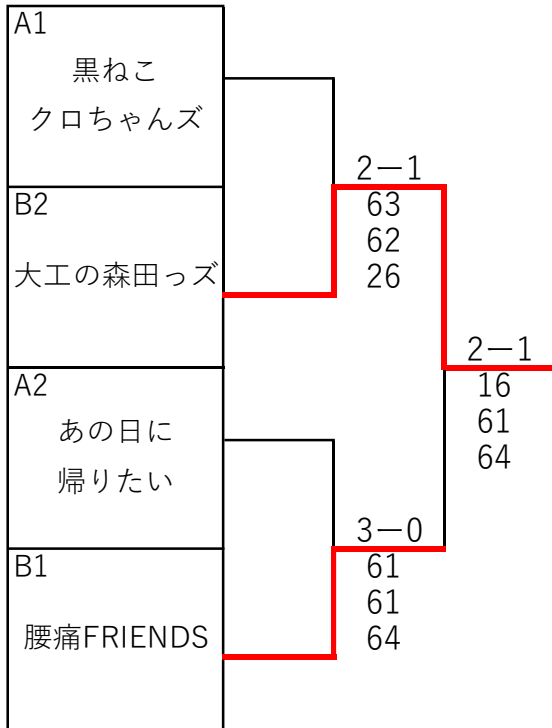 A1
黒ねこ
クロちゃんズ
B2
大工の森田っズ
A2
あの日に
帰りたい
B1
腰痛FRIENDS
2ー1
63
62
26
3ー0
61
61
64
2ー1
16
61
64